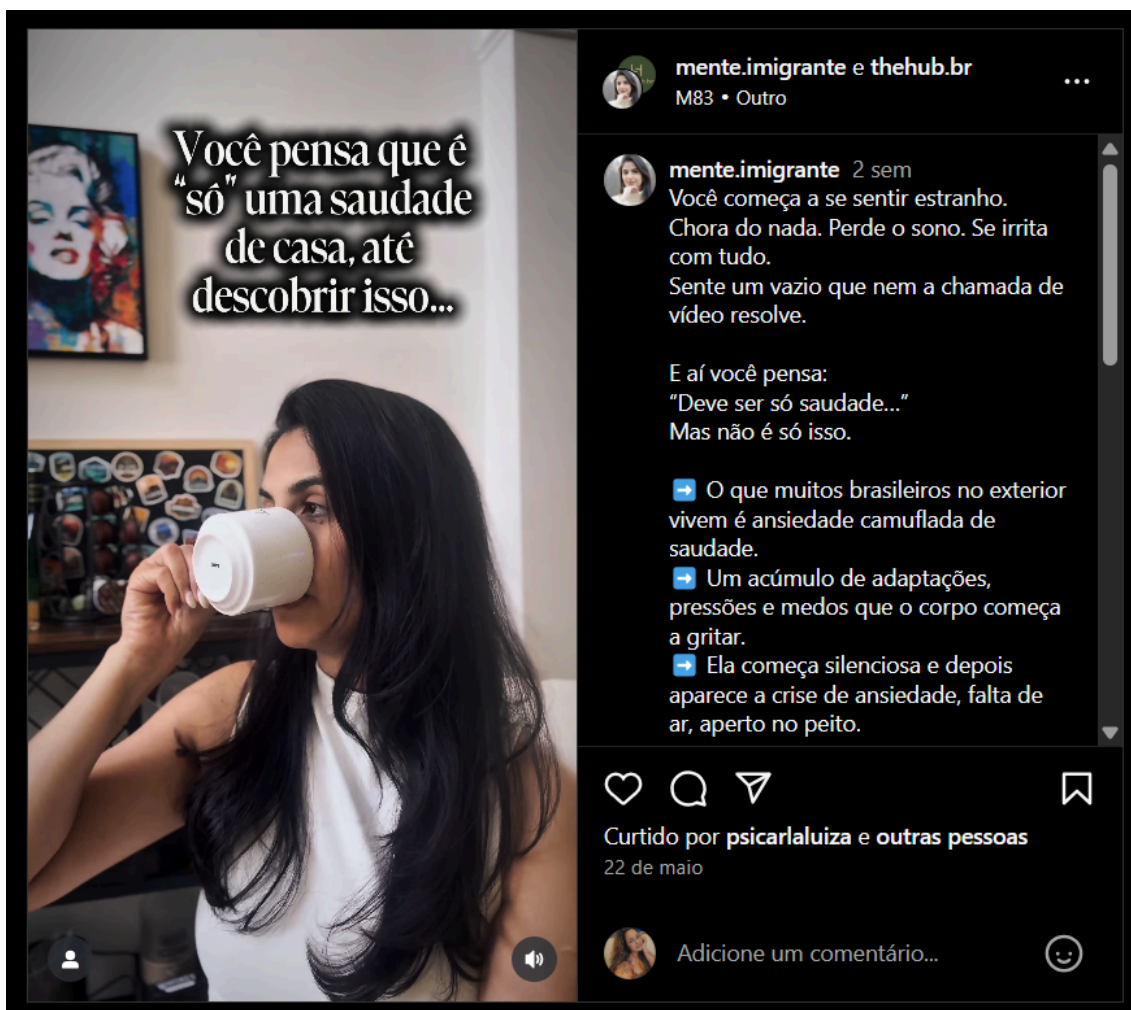 Você pensa que é
“só” uma saudade
de casa, até
descobrir isso...
mente.imigrante e thehub.br
M83 • Outro
mente.imigrante 2 sem
Você começa a se sentir estranho.
Chora do nada. Perde o sono. Se irrita
com tudo.
Sente um vazio que nem a chamada de
vídeo resolve.
E aí você pensa:
“Deve ser só saudade...”
Mas não é só isso.
➡️ O que muitos brasileiros no exterior
vivem é ansiedade camuflada de
saudade.
➡️ Um acúmulo de adaptações,
pressões e medos que o corpo começa
a gritar.
➡️ Ela começa silenciosa e depois
aparece a crise de ansiedade, falta de
ar, aperto no peito.
Curtido por psicarlaluiza e outras pessoas
22 de maio
Adicione um comentário...